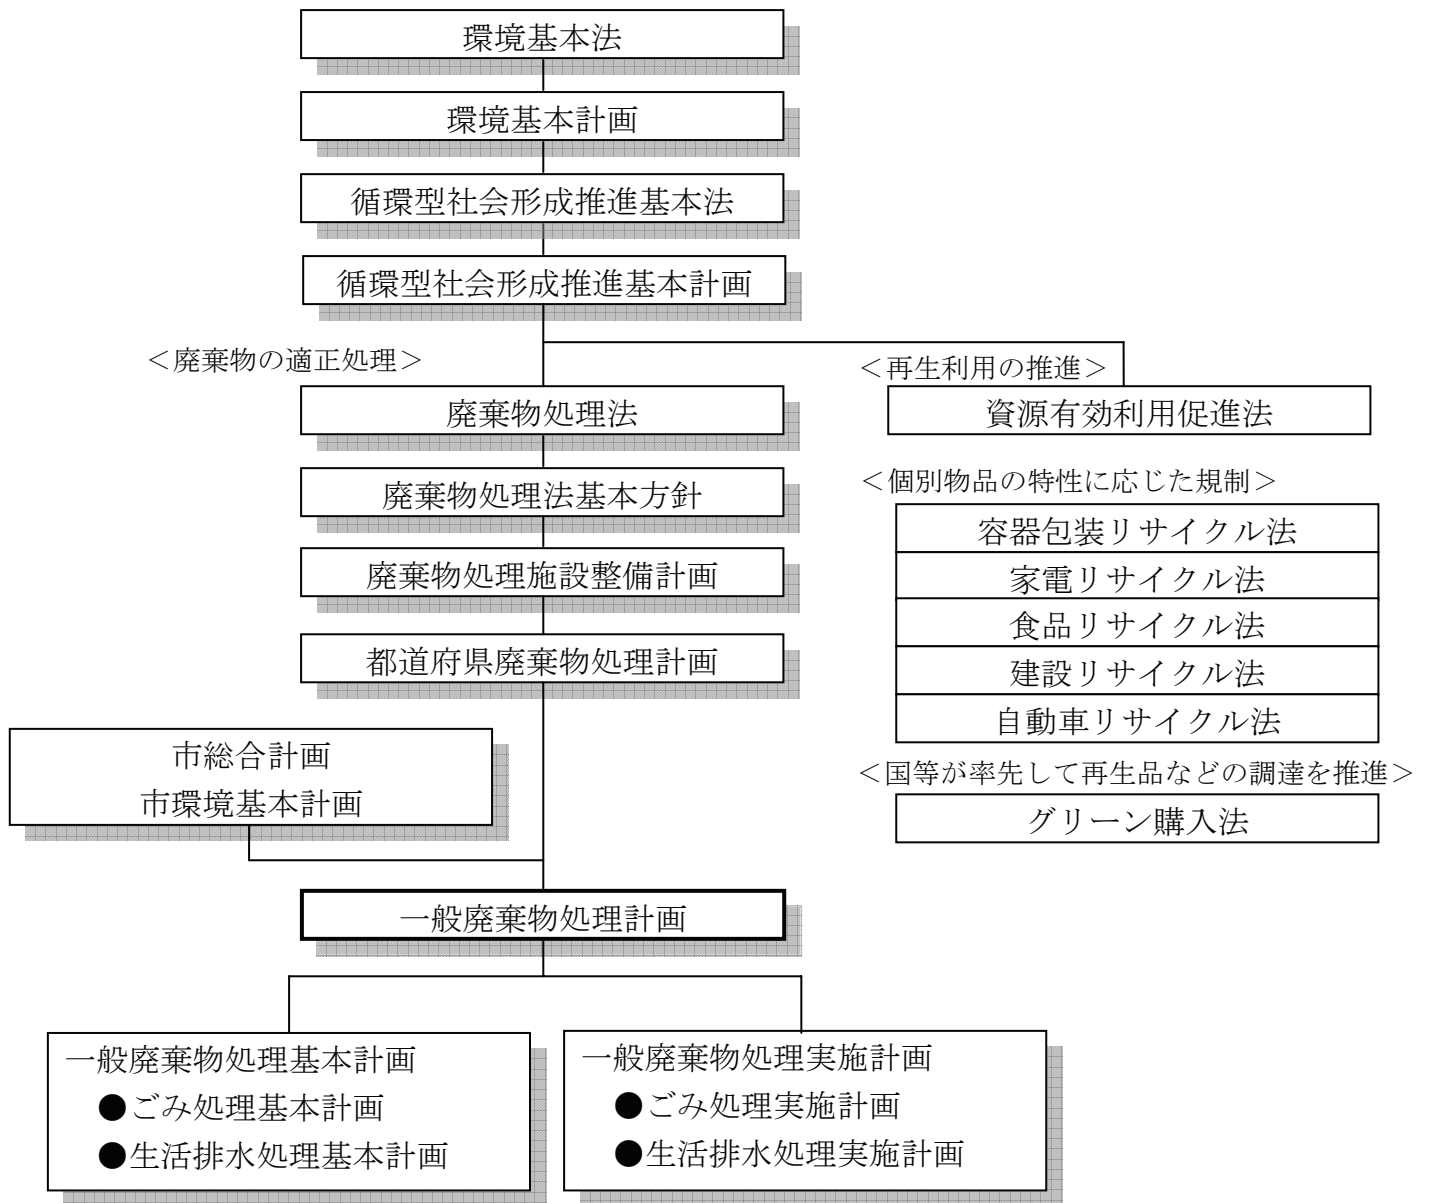 環境基本法
環境基本計画
循環型社会形成推進基本法
循環型社会形成推進基本計画
＜廃棄物の適正処理＞
廃棄物処理法
廃棄物処理法基本方針
廃棄物処理施設整備計画
都道府県廃棄物処理計画
＜再生利用の推進＞
資源有効利用促進法
＜個別物品の特性に応じた規制＞
容器包装リサイクル法
家電リサイクル法
食品リサイクル法
建設リサイクル法
自動車リサイクル法
＜国等が率先して再生品などの調達を推進＞
グリーン購入法
市総合計画
市環境基本計画
一般廃棄物処理計画
一般廃棄物処理基本計画
●ごみ処理基本計画
●生活排水処理基本計画
一般廃棄物処理実施計画
●ごみ処理実施計画
●生活排水処理実施計画